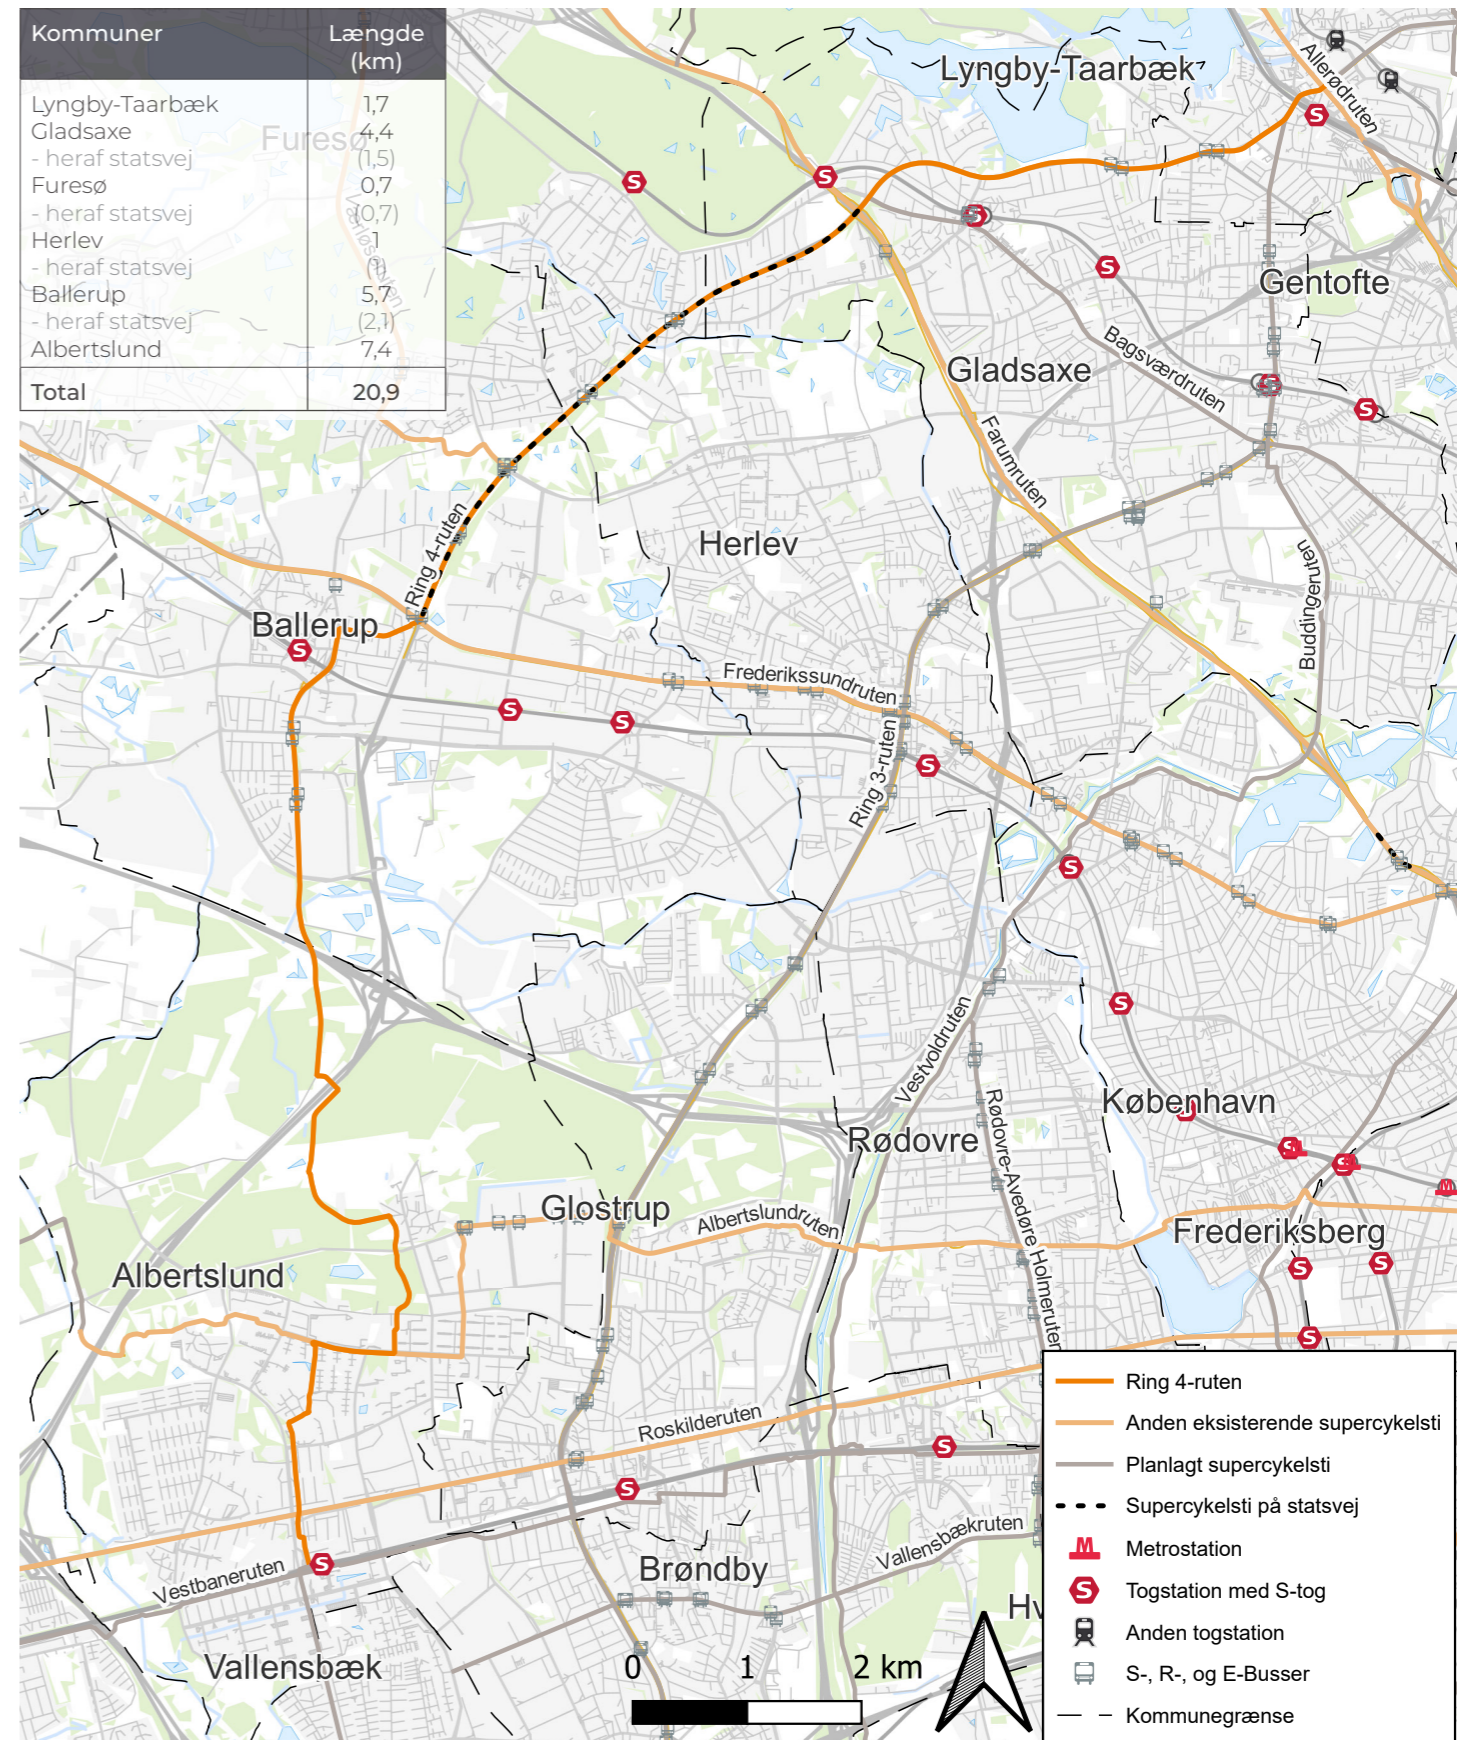 Kommuner Længde (km)
Lyngby-Taarbæk 1,7
Gladsaxe 4,4
- heraf statsvej (1,5)
Furesø 0,7
- heraf statsvej (0,7)
Herlev 1
- heraf statsvej (1)
Ballerup 5,7
- heraf statsvej (2,1)
Albertslund 7,4
Total 20,9
Furesø
Lyngby-Taarbæk
Allerødruten
Gentofte
Gladsaxe
Bagsværdruten
Farumruten
Ring 4-ruten
Herlev
Buddingeruten
Ballerup
Frederikssundruten
Ring 3-ruten
Vestvoldruten
København
Rødovre
Rødovre-Avedøre Holmeruten
Glostrup
Albertslundruten
Frederiksberg
Albertslund
Roskilderuten
Vestbaneruten
Vallensbækruten
Brøndby
Hv
Vallensbæk
0 1 2 km
Ring 4-ruten
Anden eksisterende supercykelsti
Planlagt supercykelsti
Supercykelsti på statsvej
M Metrostation
S Togstation med S-tog
Anden togstation
S-, R-, og E-Busser
Kommunegrænse